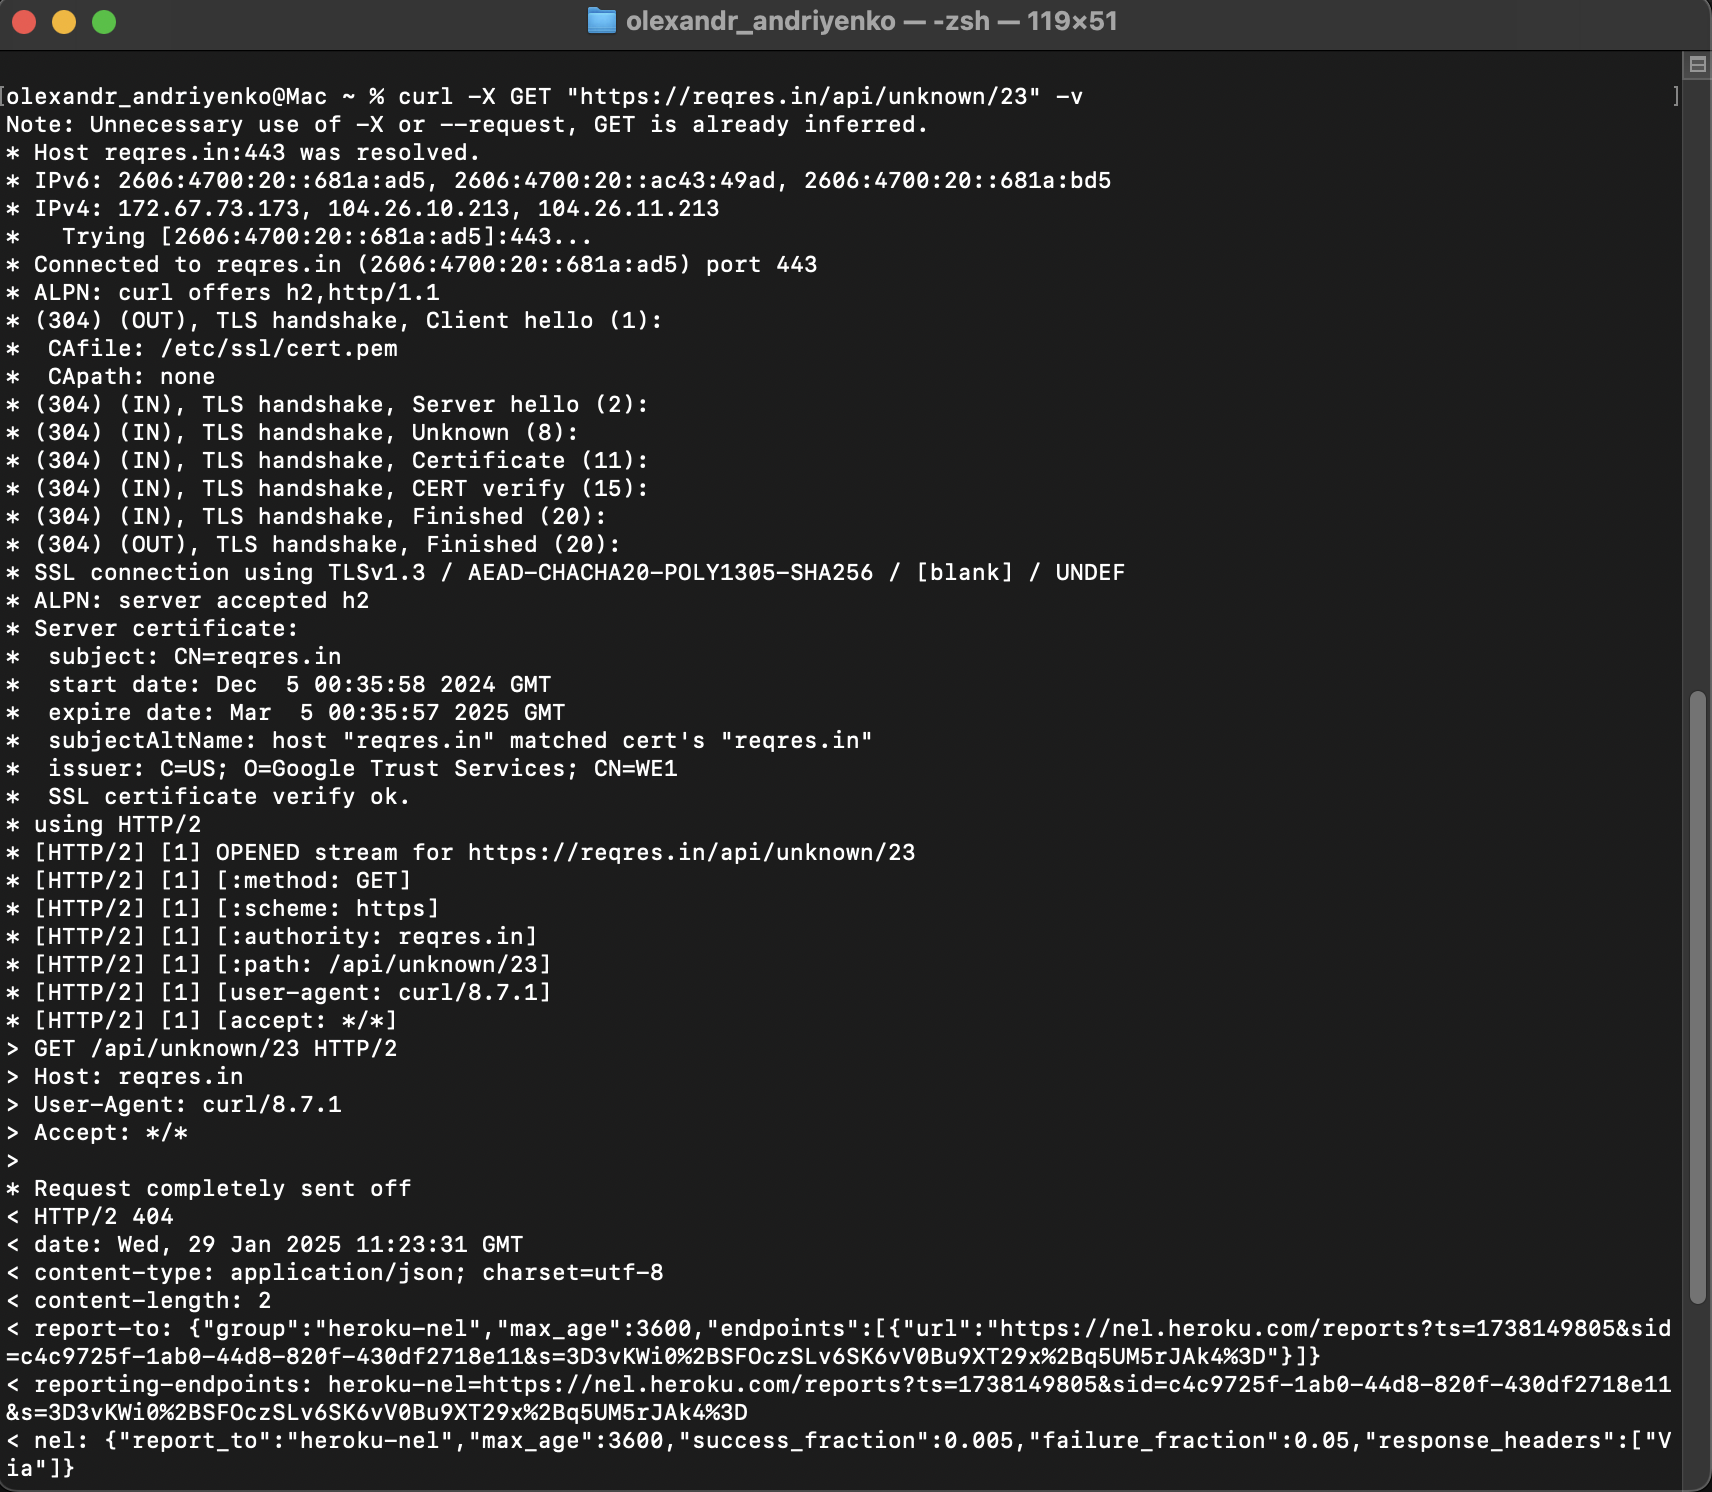 olexandr_andriyenko — -zsh — 119×51
[olexandr_andriyenko@Mac ~ % curl -X GET "https://reqres.in/api/unknown/23" -v ]
Note: Unnecessary use of -X or --request, GET is already inferred.
* Host reqres.in:443 was resolved.
* IPv6: 2606:4700:20::681a:ad5, 2606:4700:20::ac43:49ad, 2606:4700:20::681a:bd5
* IPv4: 172.67.73.173, 104.26.10.213, 104.26.11.213
*   Trying [2606:4700:20::681a:ad5]:443...
* Connected to reqres.in (2606:4700:20::681a:ad5) port 443
* ALPN: curl offers h2,http/1.1
* (304) (OUT), TLS handshake, Client hello (1):
*  CAfile: /etc/ssl/cert.pem
*  CApath: none
* (304) (IN), TLS handshake, Server hello (2):
* (304) (IN), TLS handshake, Unknown (8):
* (304) (IN), TLS handshake, Certificate (11):
* (304) (IN), TLS handshake, CERT verify (15):
* (304) (IN), TLS handshake, Finished (20):
* (304) (OUT), TLS handshake, Finished (20):
* SSL connection using TLSv1.3 / AEAD-CHACHA20-POLY1305-SHA256 / [blank] / UNDEF
* ALPN: server accepted h2
* Server certificate:
*  subject: CN=reqres.in
*  start date: Dec  5 00:35:58 2024 GMT
*  expire date: Mar  5 00:35:57 2025 GMT
*  subjectAltName: host "reqres.in" matched cert's "reqres.in"
*  issuer: C=US; O=Google Trust Services; CN=WE1
*  SSL certificate verify ok.
* using HTTP/2
* [HTTP/2] [1] OPENED stream for https://reqres.in/api/unknown/23
* [HTTP/2] [1] [:method: GET]
* [HTTP/2] [1] [:scheme: https]
* [HTTP/2] [1] [:authority: reqres.in]
* [HTTP/2] [1] [:path: /api/unknown/23]
* [HTTP/2] [1] [user-agent: curl/8.7.1]
* [HTTP/2] [1] [accept: */*]
> GET /api/unknown/23 HTTP/2
> Host: reqres.in
> User-Agent: curl/8.7.1
> Accept: */*
>
* Request completely sent off
< HTTP/2 404
< date: Wed, 29 Jan 2025 11:23:31 GMT
< content-type: application/json; charset=utf-8
< content-length: 2
< report-to: {"group":"heroku-nel","max_age":3600,"endpoints":[{"url":"https://nel.heroku.com/reports?ts=1738149805&sid
=c4c9725f-1ab0-44d8-820f-430df2718e11&s=3D3vKWi0%2BSFOczSLv6SK6vV0Bu9XT29x%2Bq5UM5rJAk4%3D"}]}
< reporting-endpoints: heroku-nel=https://nel.heroku.com/reports?ts=1738149805&sid=c4c9725f-1ab0-44d8-820f-430df2718e11
&s=3D3vKWi0%2BSFOczSLv6SK6vV0Bu9XT29x%2Bq5UM5rJAk4%3D
< nel: {"report_to":"heroku-nel","max_age":3600,"success_fraction":0.005,"failure_fraction":0.05,"response_headers":["V
ia"]}